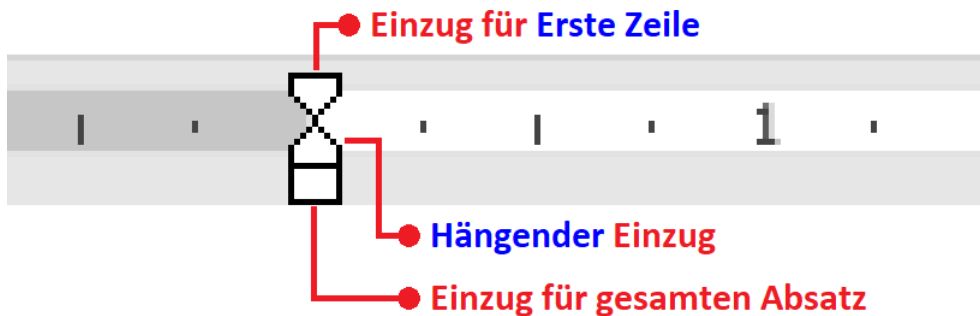 Einzug für Erste Zeile
1
Hängender Einzug
Einzug für gesamten Absatz